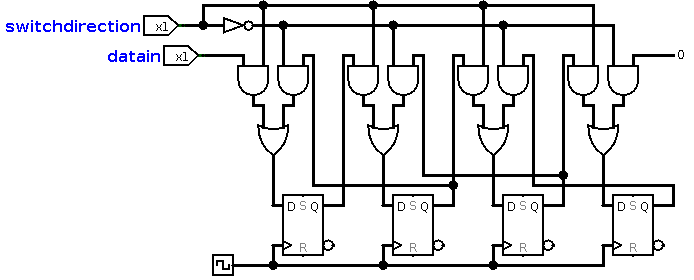 switchdirection x1
datain x1
0
D S Q D S Q D S Q D S Q
R R R R